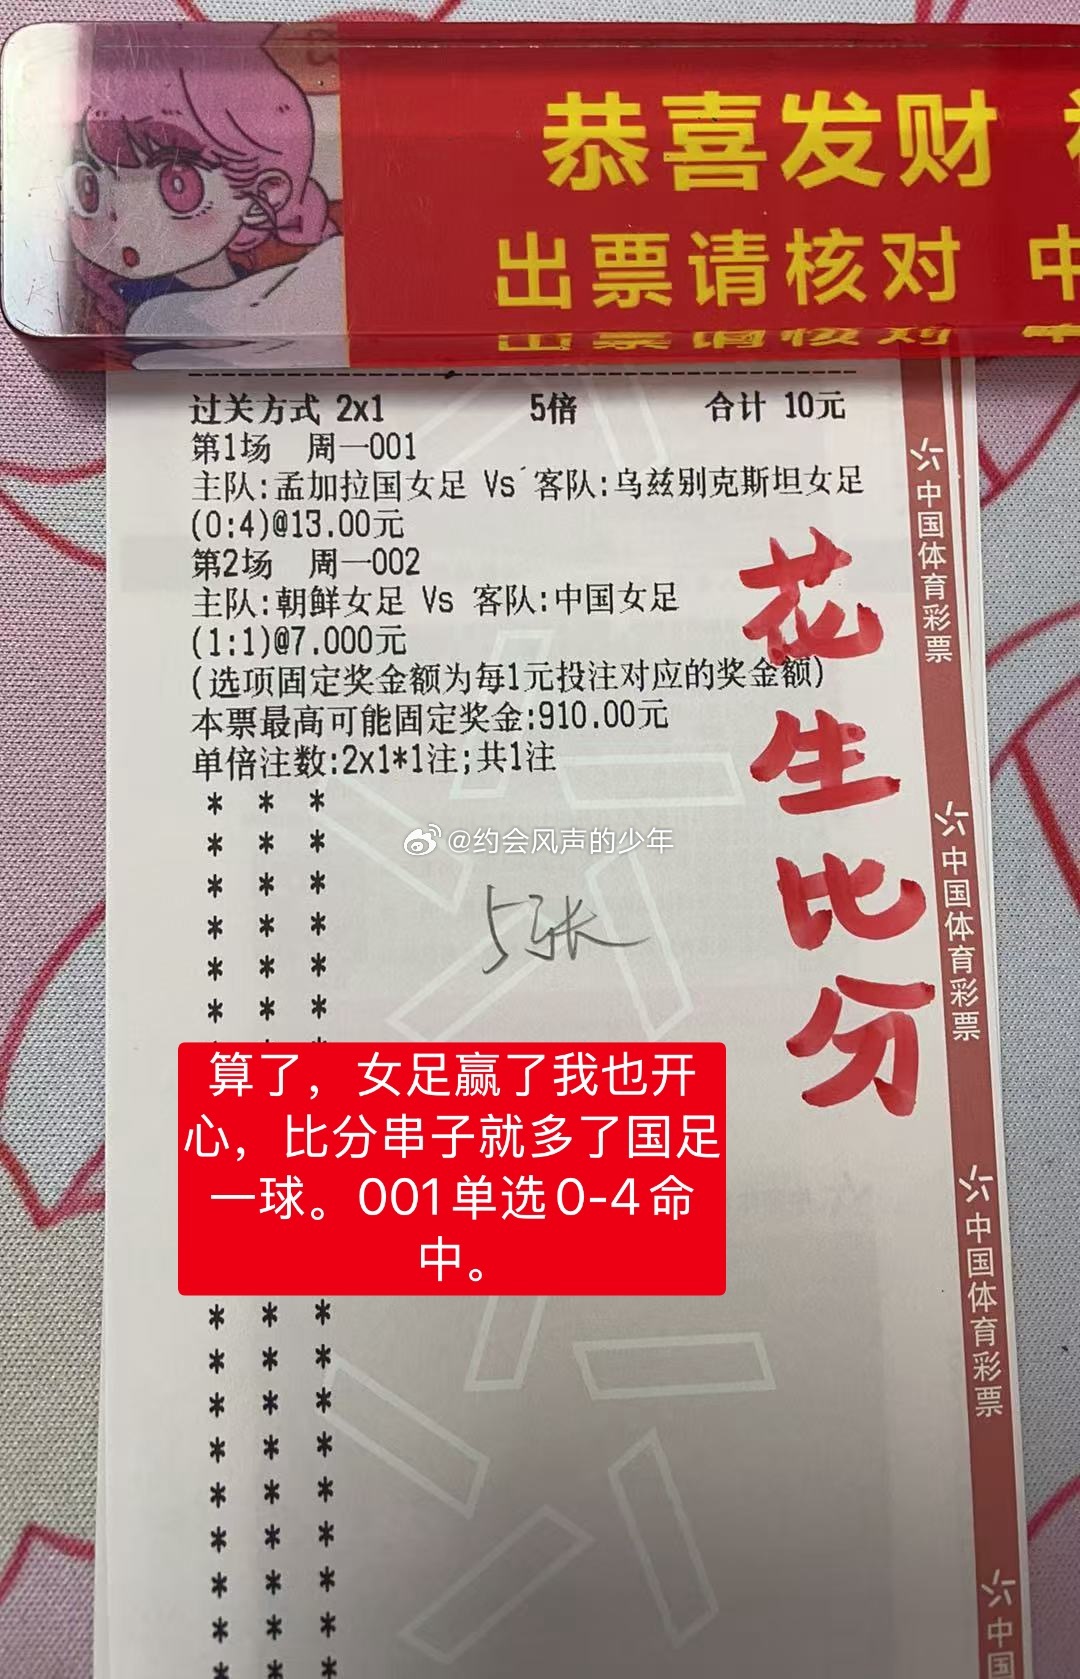 恭喜发财
出票请核对 中
过关方式 2x1 5倍 合计 10元
第1场 周一001
主队:孟加拉国女足 Vs 客队:乌兹别克斯坦女足
(0:4)@13.00元
第2场 周一002
主队:朝鲜女足 Vs 客队:中国女足
(1:1)@7.000元
(选项固定奖金额为每1元投注对应的奖金额)
本票最高可能固定奖金:910.00元
单倍注数:2x1*1注;共1注
* * *
* * *
@约会风声的少年
* * *
* * *
5张
* * *
* * *
算了，女足赢了我也开
心，比分串子就多了国足
一球。001单选0-4命
中。
* * *
* * *
* * *
* * *
* * *
* * *
* * *
* * *
* * *
花生比分
中国体育彩票
中国体育彩票
中国体育彩票
中国